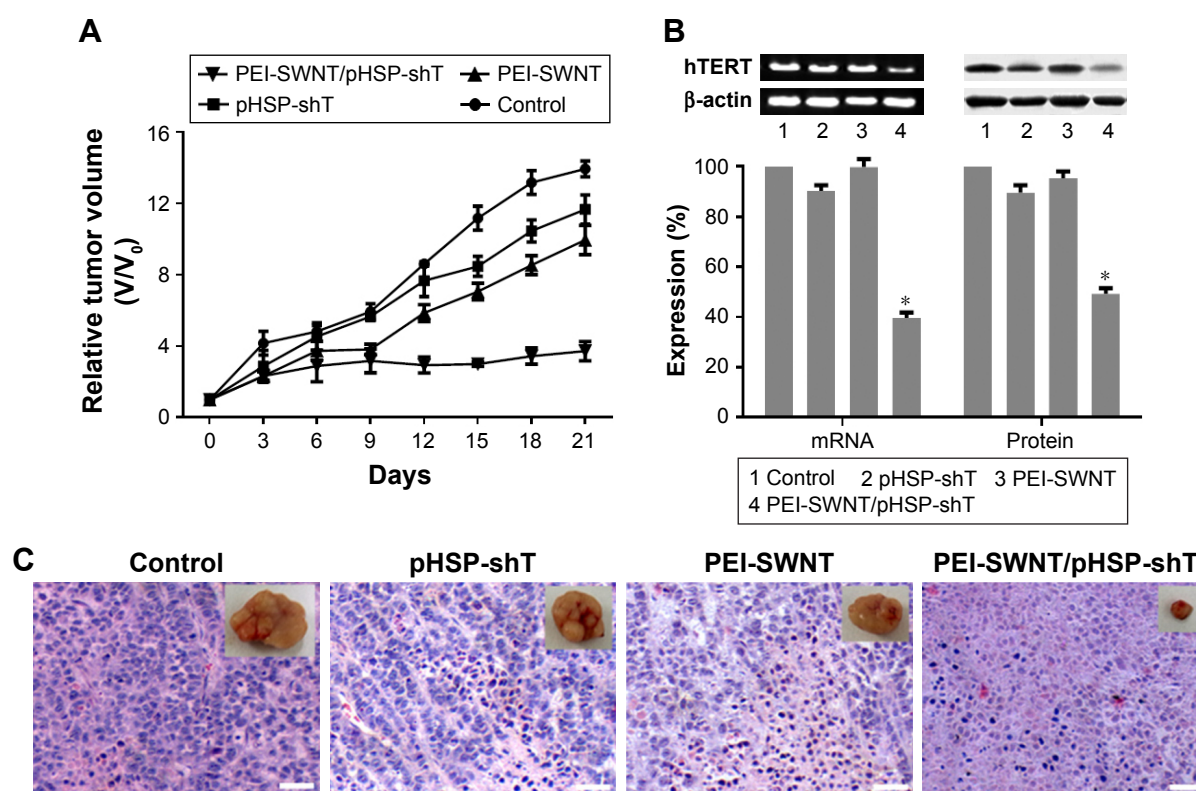 A
PEI-SWNT/pHSP-shT PEI-SWNT
pHSP-shT Control
Relative tumor volume
(V/V0)
16
12
8
4
0
0 3 6 9 12 15 18 21
Days
B
hTERT
β-actin
1 2 3 4 1 2 3 4
Expression (%)
100
80
60
40
20
0
* *
mRNA Protein
1 Control 2 pHSP-shT 3 PEI-SWNT
4 PEI-SWNT/pHSP-shT
C
Control pHSP-shT PEI-SWNT PEI-SWNT/pHSP-shT